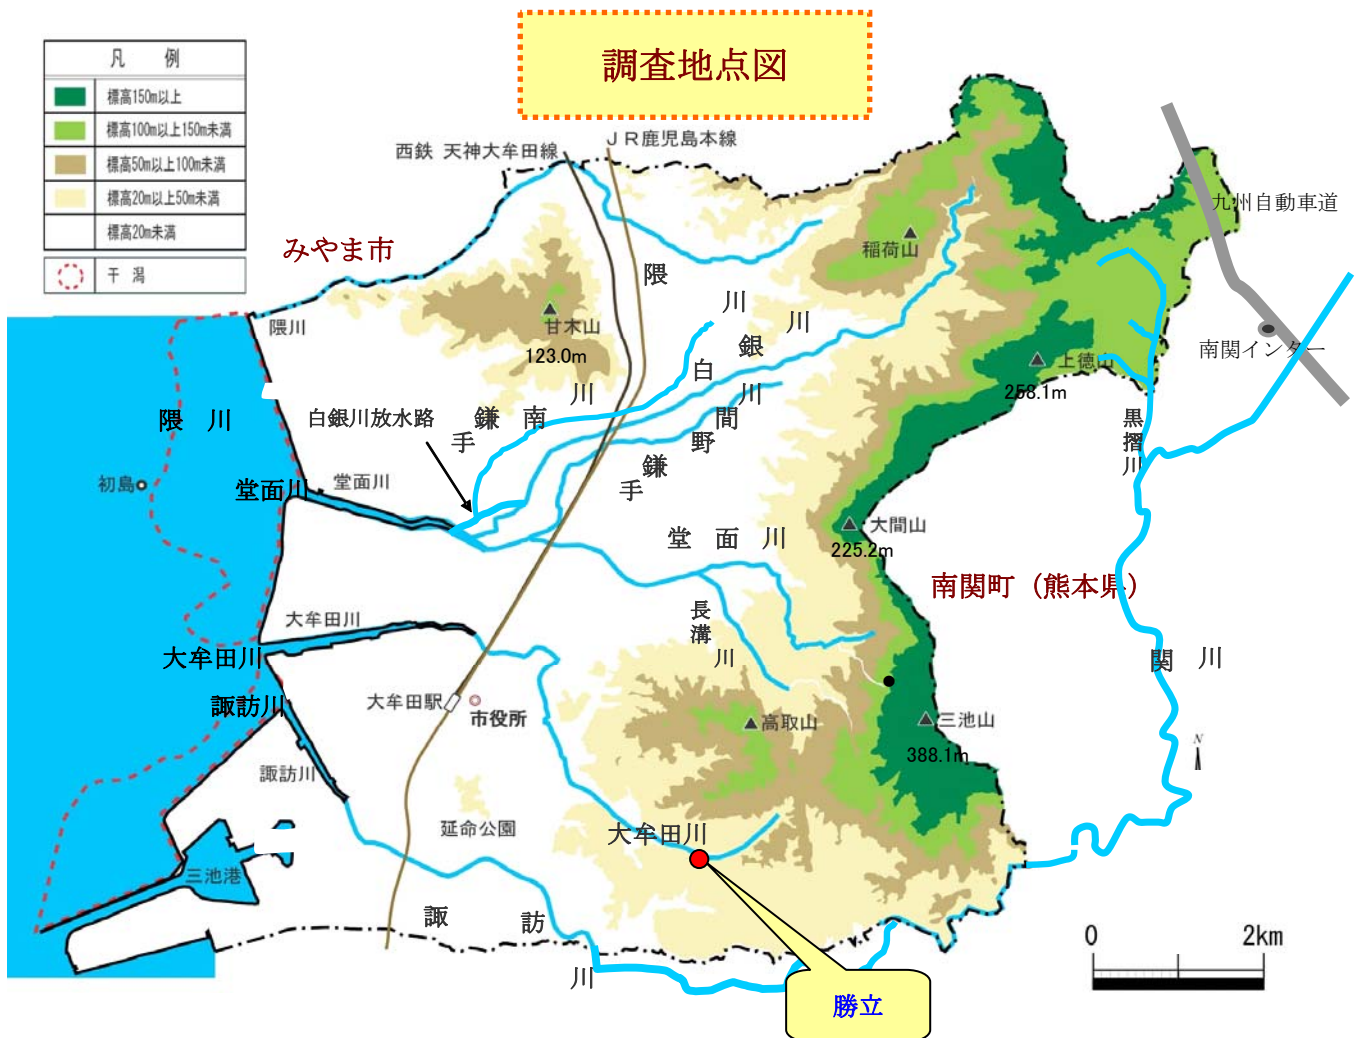 調査地点図
凡 例
標高150m以上
標高100m以上150m未満
標高50m以上100m未満
標高20m以上50m未満
標高20m未満
干 潟
西鉄 天神大牟田線
JR鹿児島本線
九州自動車道
みやま市
稲荷山
隈川
隈川
甘木山
123.0m
白銀川
南関インター
上徳山
258.1m
隈 川
白銀川放水路
手鎌南川
手鎌野間川
黒摺川
初島
堂面川
堂面川
堂 面 川
大間山
225.2m
南関町（熊本県）
大牟田川
長溝川
大牟田川
関 川
諏訪川
大牟田駅
市役所
高取山
三池山
388.1m
N
諏訪川
延命公園
大牟田川
三池港
諏訪川
勝立
0 2km